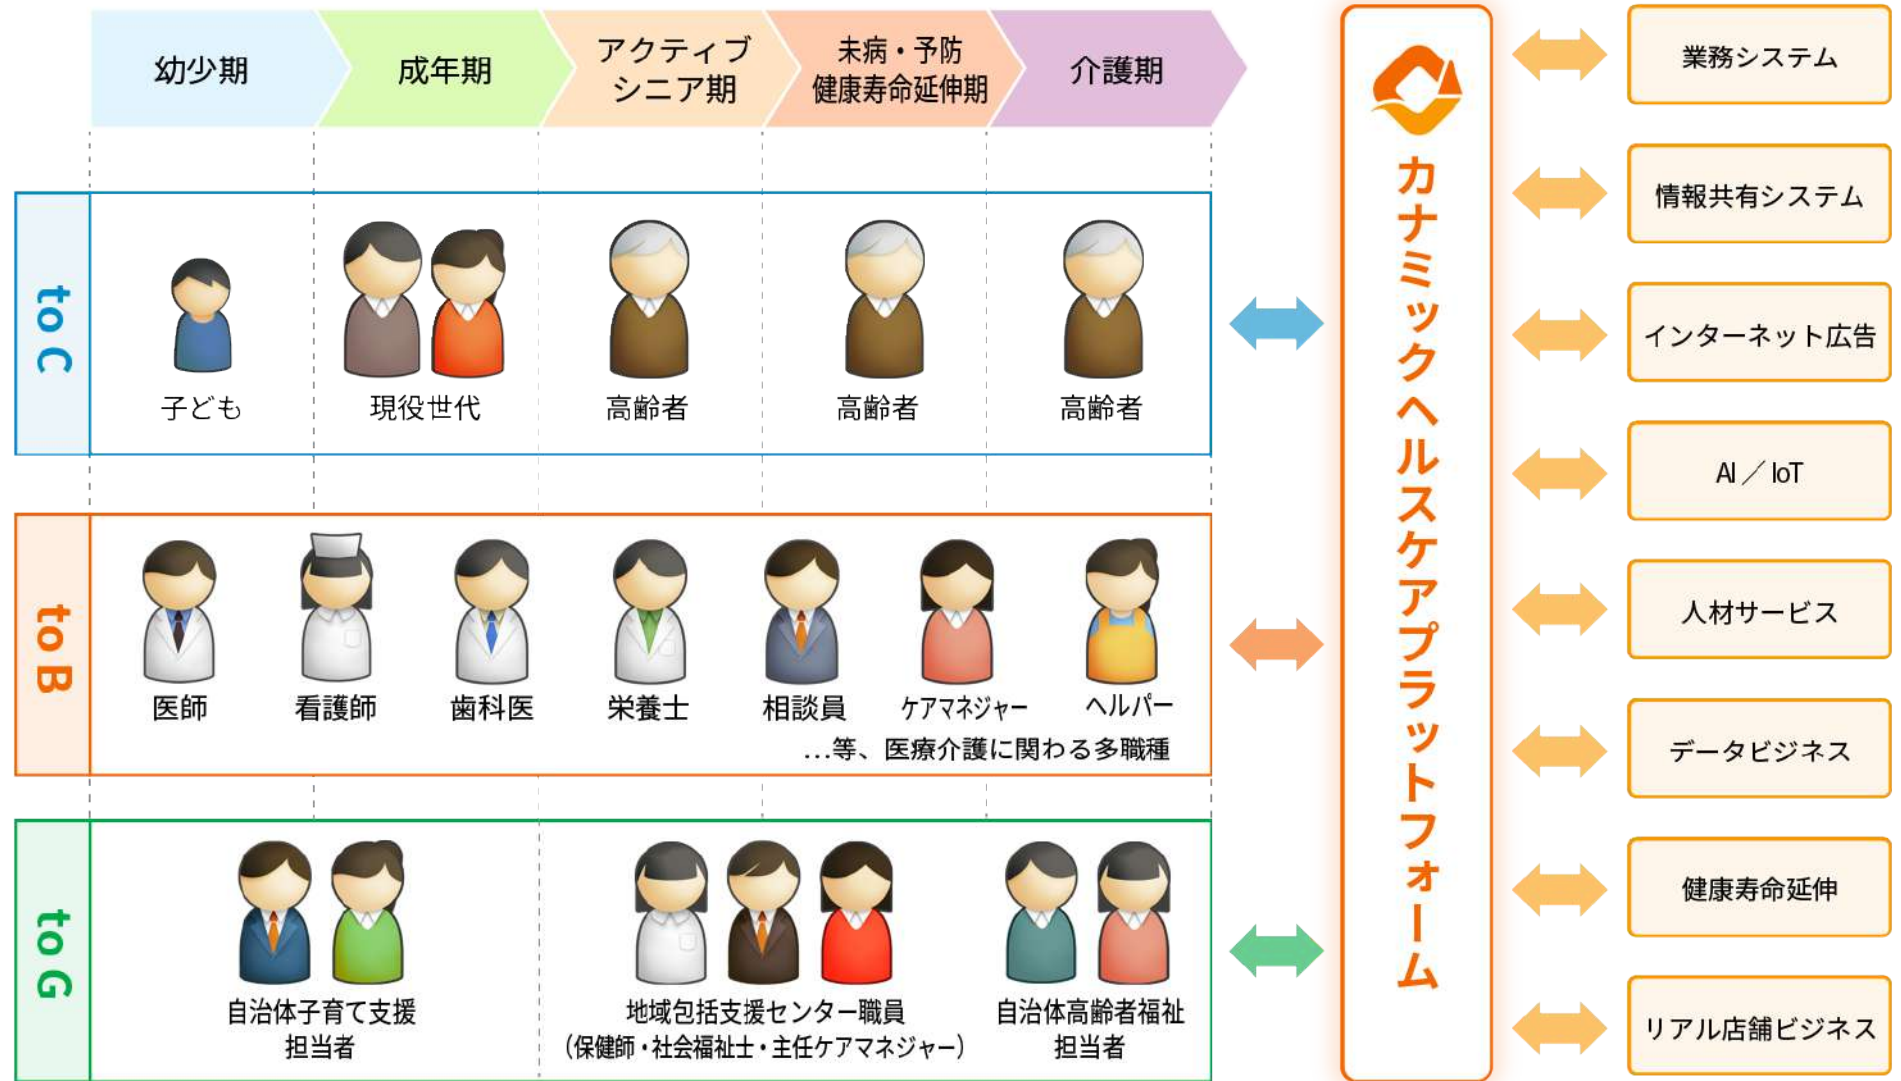 幼少期
成年期
アクティブ
シニア期
未病・予防
健康寿命延伸期
介護期
to C
子ども
現役世代
高齢者
高齢者
高齢者
to B
医師
看護師
歯科医
栄養士
相談員
ケアマネジャー
ヘルパー
…等、医療介護に関わる多職種
to G
自治体子育て支援
担当者
地域包括支援センター職員
（保健師・社会福祉士・主任ケアマネジャー）
自治体高齢者福祉
担当者
カナミックヘルスケアプラットフォーム
業務システム
情報共有システム
インターネット広告
AI／IoT
人材サービス
データビジネス
健康寿命延伸
リアル店舗ビジネス